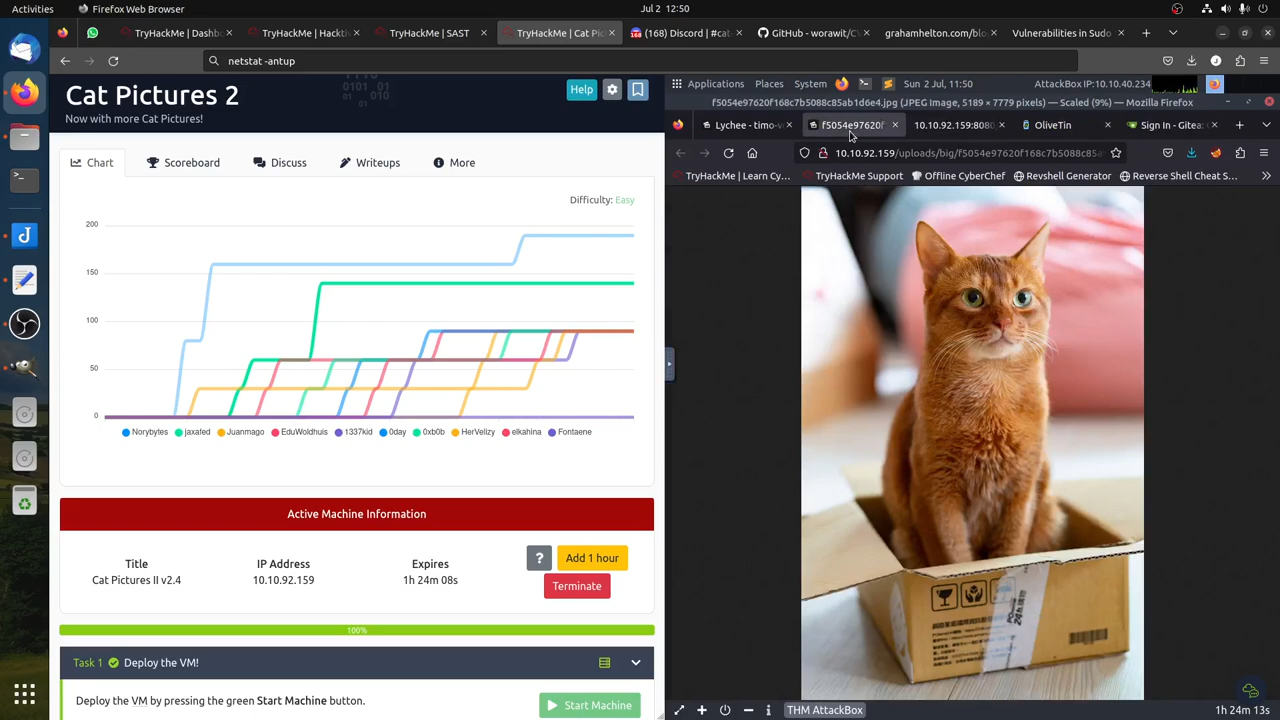 Activities
Firefox Web Browser
Jul 2 12:50
TryHackMe | Dashb
TryHackMe | Hacktiv
TryHackMe | SAST
TryHackMe | Cat Pic
(168) Discord | #cat
GitHub - worawit/CV
grahamhelton.com/blo
Vulnerabilities in Sudo
netstat -antup
Cat Pictures 2
Now with more Cat Pictures!
Help
Chart
Scoreboard
Discuss
Writeups
More
Difficulty: Easy
200
150
100
50
0
Norybytes
jaxafed
Juanmago
EduWoldhuis
1337kid
0day
0xb0b
HerVelizy
elkahina
Fontaene
Active Machine Information
Title
IP Address
Expires
Cat Pictures II v2.4
10.10.92.159
1h 24m 08s
?
Add 1 hour
Terminate
100%
Task 1
Deploy the VM!
Deploy the VM by pressing the green Start Machine button.
Start Machine
Applications
Places
System
Sun 2 Jul, 11:50
AttackBox IP:10.10.40.234
f5054e97620f168c7b5088c85ab1d6e4.jpg (JPEG Image, 5189 × 7779 pixels) — Scaled (9%) — Mozilla Firefox
Lychee - timo-v
f5054e97620f
10.10.92.159:8080
OliveTin
Sign In - Gitea:
10.10.92.159/uploads/big/f5054e97620f168c7b5088c85a
TryHackMe | Learn Cy...
TryHackMe Support
Offline CyberChef
Revshell Generator
Reverse Shell Cheat S...
24h
THM AttackBox
1h 24m 13s